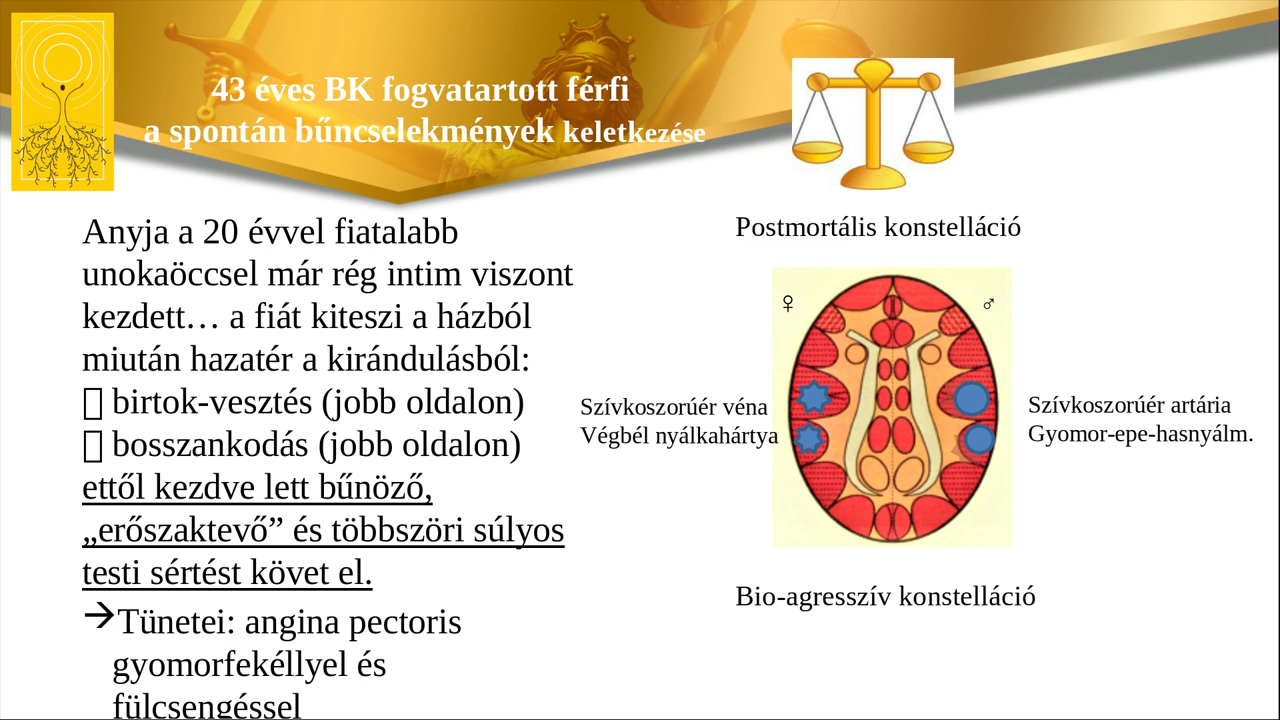 43 éves BK fogvatartott férfi
a spontán bűncselekmények keletkezése
Anyja a 20 évvel fiatalabb
unokaöccsel már rég intim viszont
kezdett… a fiát kiteszi a házból
miután hazatér a kirándulásból:
birtok-vesztés (jobb oldalon)
bosszankodás (jobb oldalon)
ettől kezdve lett bűnöző,
„erőszaktevő” és többszöri súlyos
testi sértést követ el.
→Tünetei: angina pectoris
gyomorfekéllyel és
fülcsengéssel
Postmortális konstelláció
♀ ♂
Szívkoszorúér véna
Végbél nyálkahártya
Szívkoszorúér artária
Gyomor-epe-hasnyálm.
Bio-agresszív konstelláció